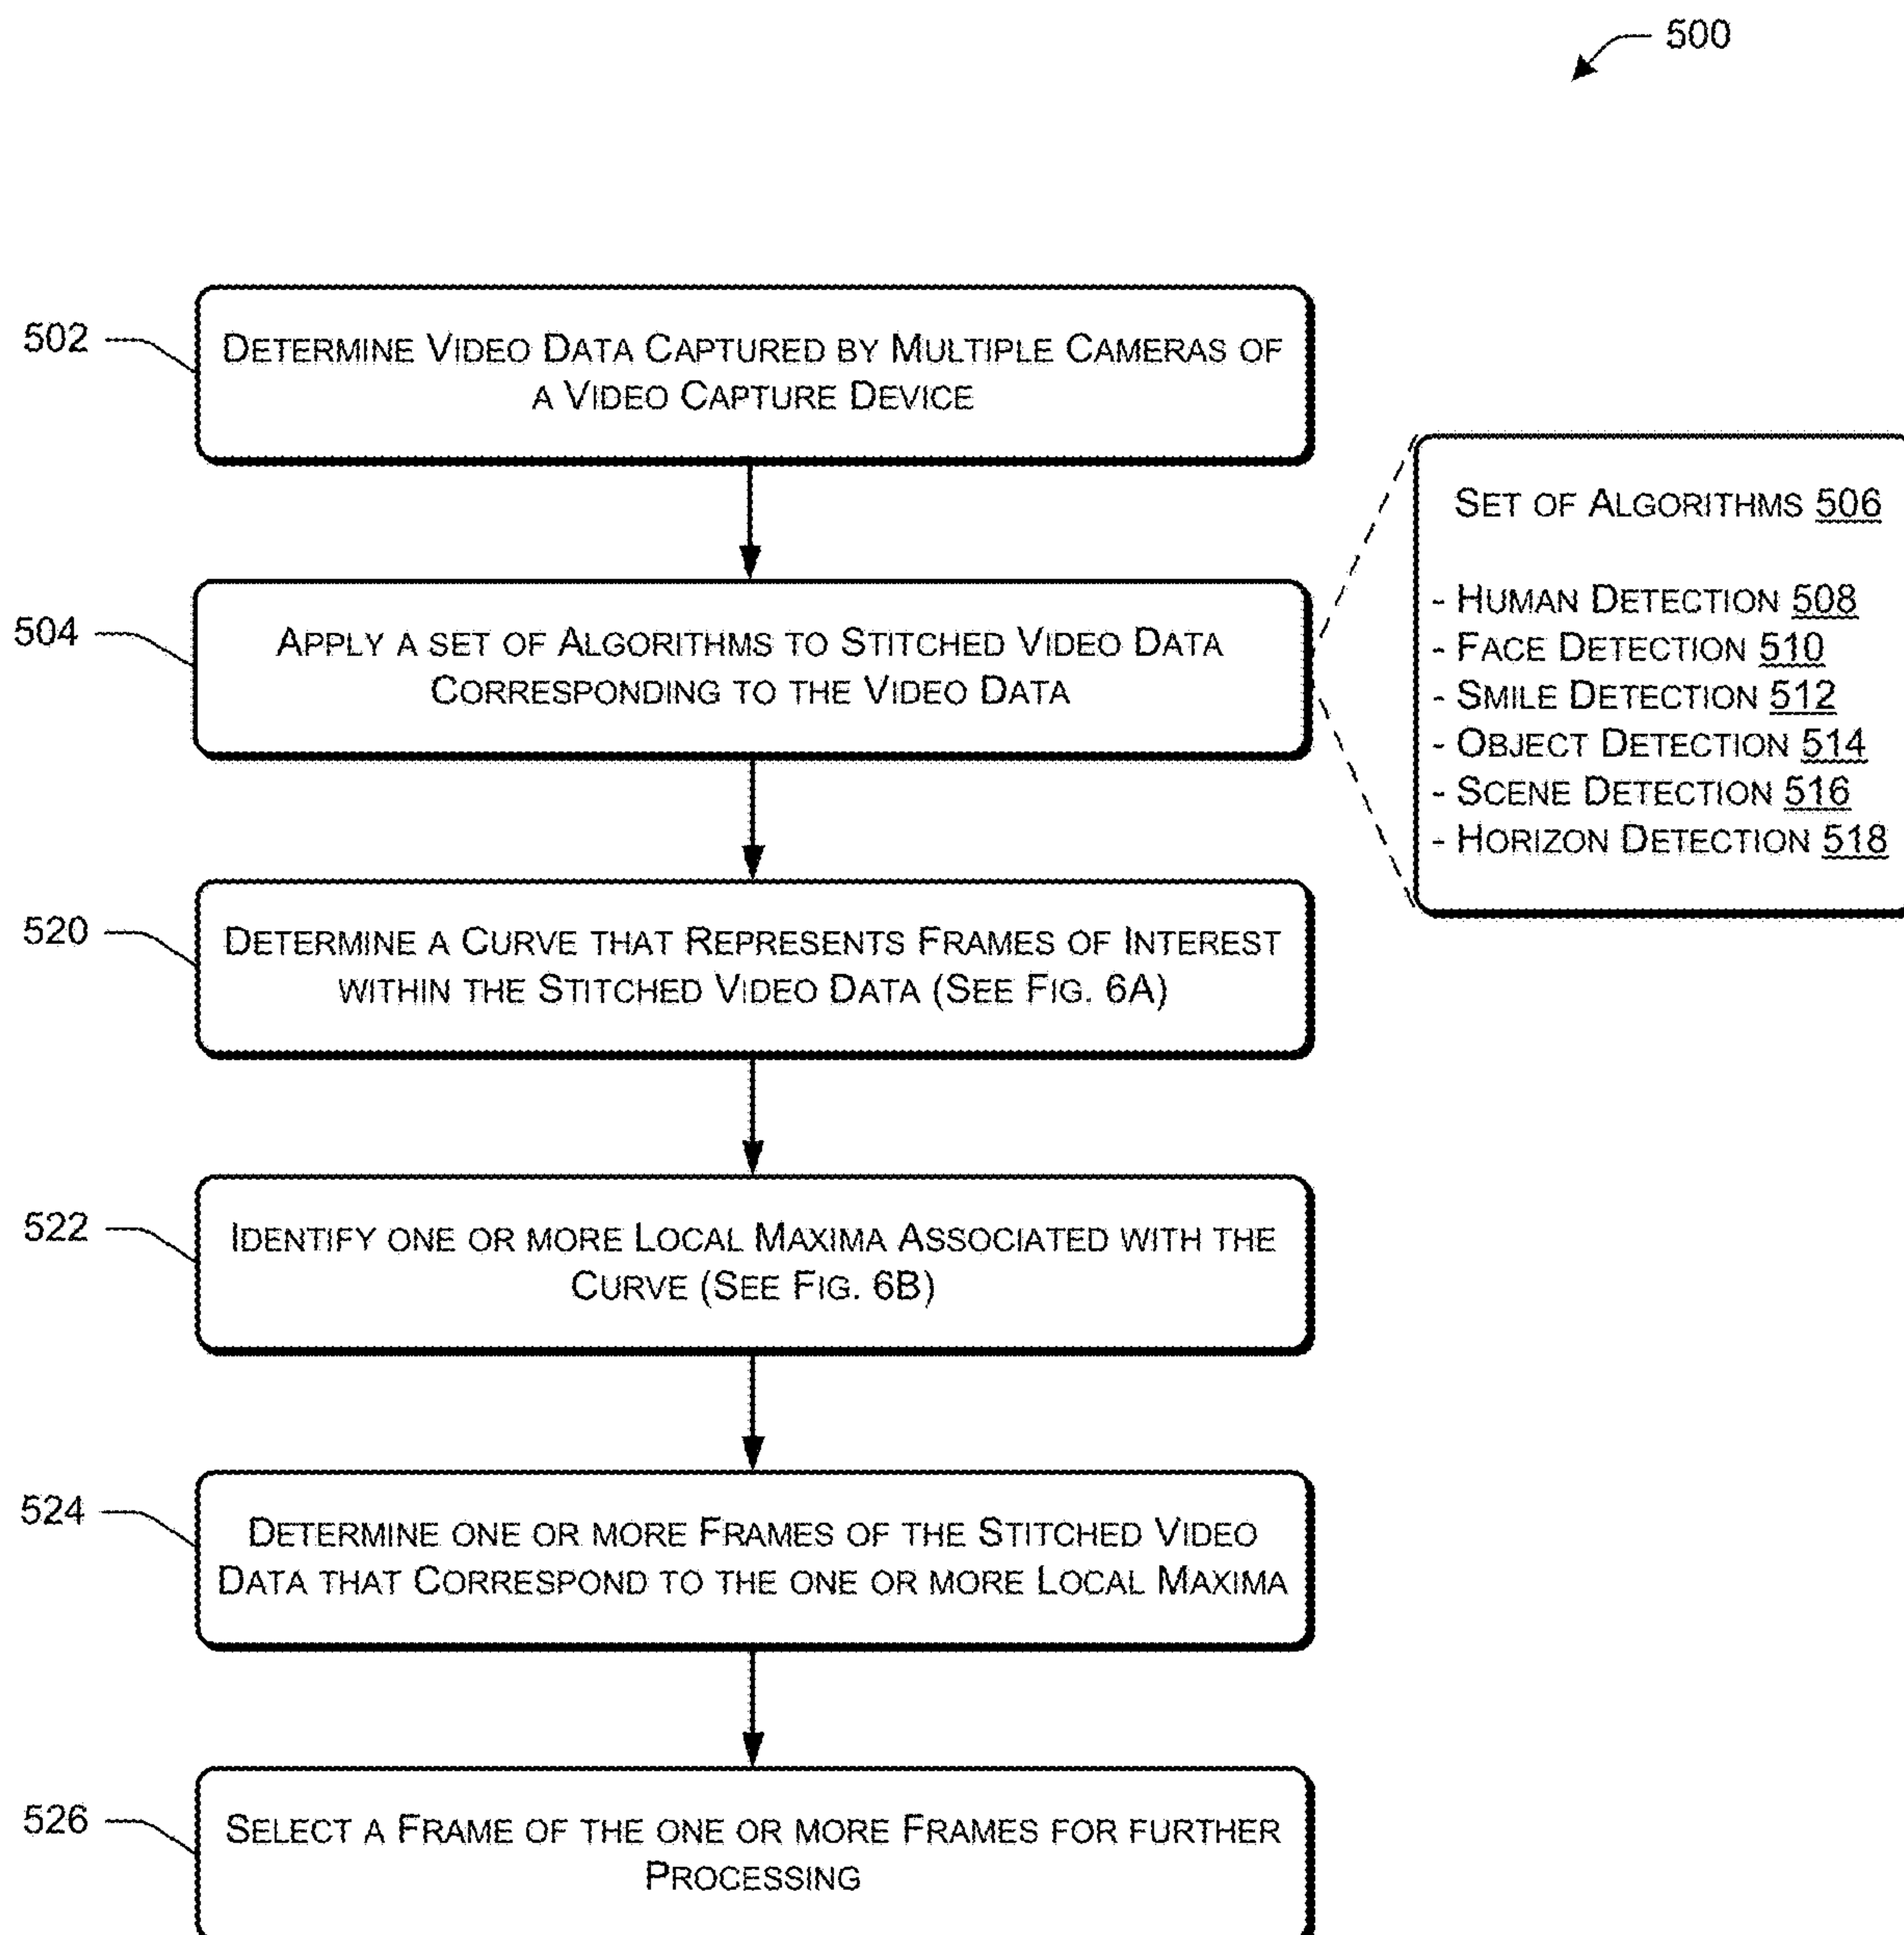 500
502
DETERMINE VIDEO DATA CAPTURED BY MULTIPLE CAMERAS OF
A VIDEO CAPTURE DEVICE
504
APPLY A SET OF ALGORITHMS TO STITCHED VIDEO DATA
CORRESPONDING TO THE VIDEO DATA
SET OF ALGORITHMS 506
- HUMAN DETECTION 508
- FACE DETECTION 510
- SMILE DETECTION 512
- OBJECT DETECTION 514
- SCENE DETECTION 516
- HORIZON DETECTION 518
520
DETERMINE A CURVE THAT REPRESENTS FRAMES OF INTEREST
WITHIN THE STITCHED VIDEO DATA (SEE FIG. 6A)
522
IDENTIFY ONE OR MORE LOCAL MAXIMA ASSOCIATED WITH THE
CURVE (SEE FIG. 6B)
524
DETERMINE ONE OR MORE FRAMES OF THE STITCHED VIDEO
DATA THAT CORRESPOND TO THE ONE OR MORE LOCAL MAXIMA
526
SELECT A FRAME OF THE ONE OR MORE FRAMES FOR FURTHER
PROCESSING